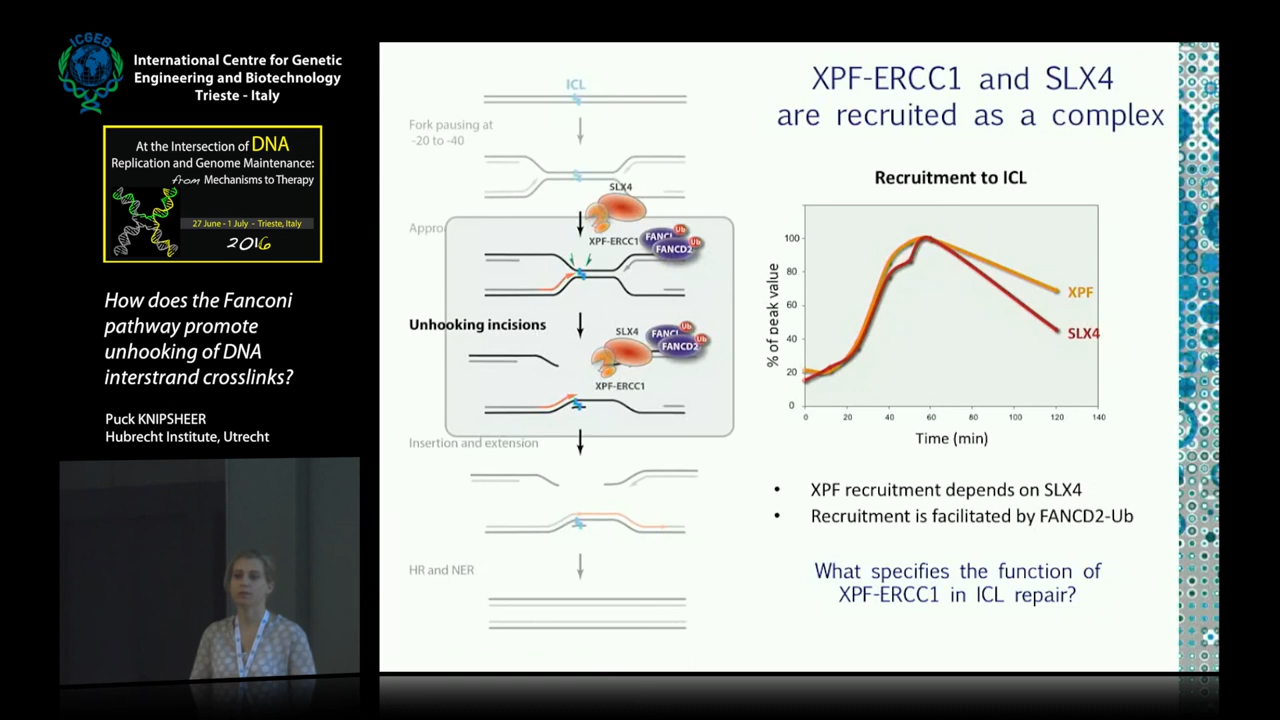 ICGEB
International Centre for Genetic
Engineering and Biotechnology
Trieste - Italy
At the Intersection of DNA
Replication and Genome Maintenance:
from Mechanisms to Therapy
27 June - 1 July - Trieste, Italy
2016
How does the Fanconi
pathway promote
unhooking of DNA
interstrand crosslinks?
Puck KNIPSHEER
Hubrecht Institute, Utrecht
XPF-ERCC1 and SLX4
are recruited as a complex
ICL
Fork pausing at
-20 to -40
SLX4
Appro
XPF-ERCC1
FANCI
Ub
FANCD2
Ub
Unhooking incisions
SLX4
FANCI
Ub
FANCD2
Ub
XPF-ERCC1
Insertion and extension
HR and NER
Recruitment to ICL
% of peak value
100
80
60
40
20
0
0 20 40 60 80 100 120 140
Time (min)
XPF
SLX4
• XPF recruitment depends on SLX4
• Recruitment is facilitated by FANCD2-Ub
What specifies the function of
XPF-ERCC1 in ICL repair?